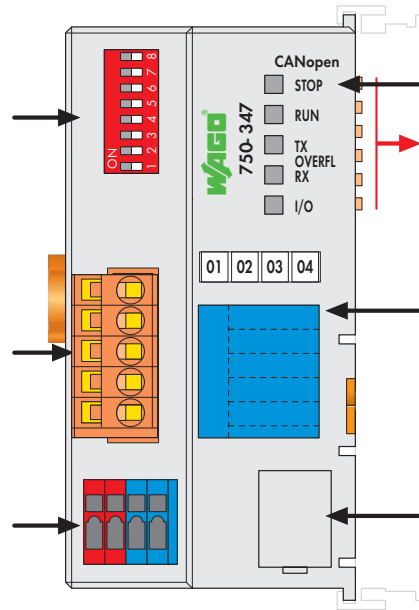 CANopen
STOP
RUN
TX
OVERFL
RX
I/O
WAGO
750-347
ON
1 2 3 4 5 6 7 8
01 02 03 04